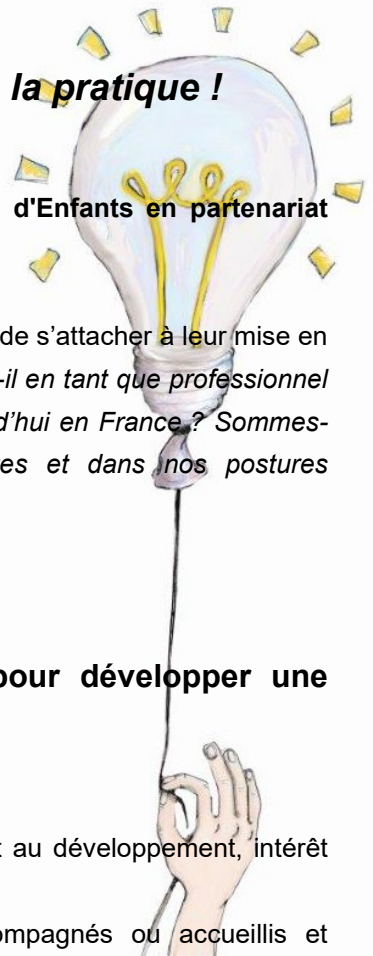 la pratique !
d'Enfants en partenariat
de s’attacher à leur mise en
-il en tant que professionnel
d’hui en France ? Sommes-
es et dans nos postures
pour développer une
t au développement, intérêt
ompagnés ou accueillis et